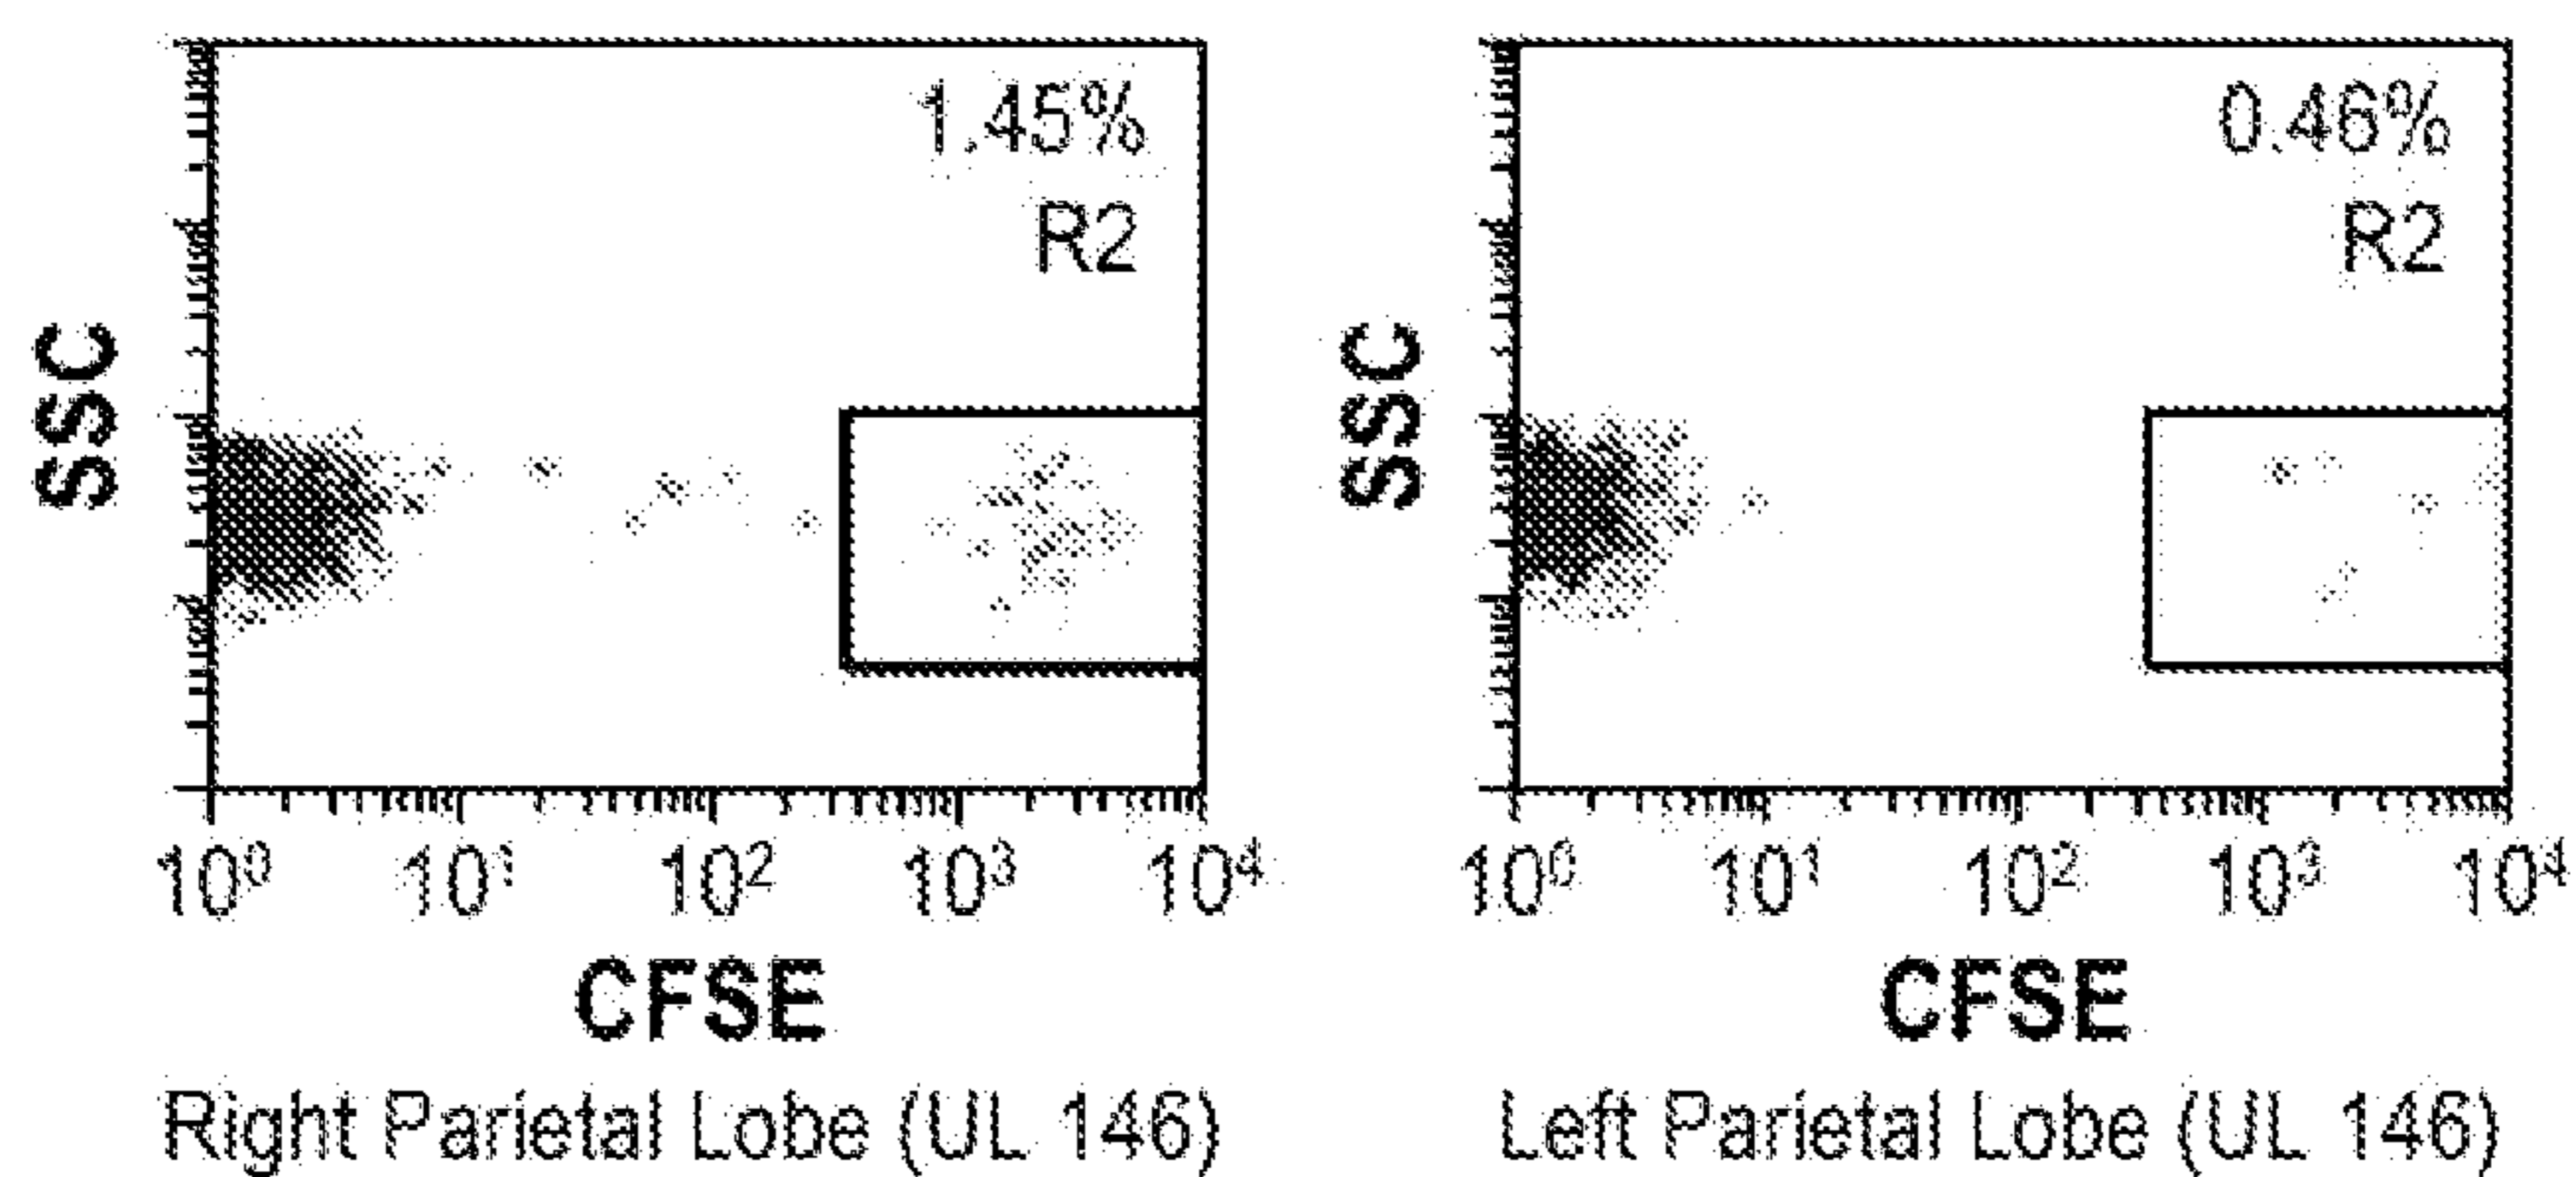 1.45%
R2
SSC
10⁰ 10¹ 10² 10³ 10⁴
CFSE
Right Parietal Lobe (UL 146)
0.46%
R2
SSC
10⁰ 10¹ 10² 10³ 10⁴
CFSE
Left Parietal Lobe (UL 146)